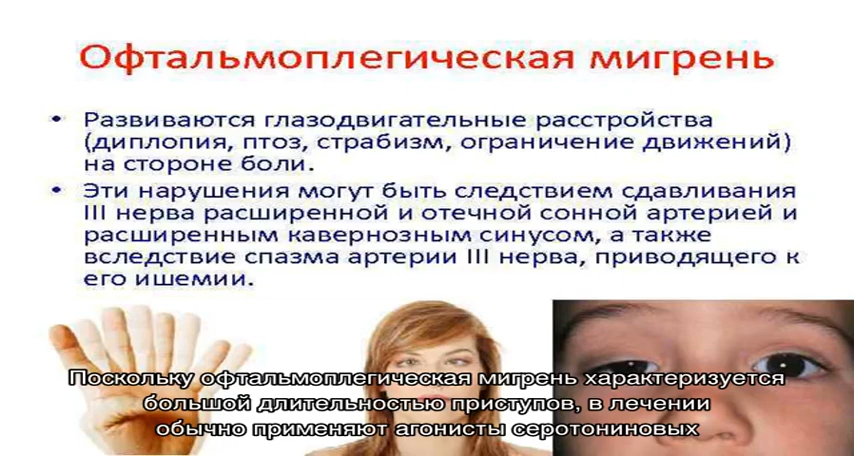 Офтальмоплегическая мигрень
• Развиваются глазодвигательные расстройства
(диплопия, птоз, страбизм, ограничение движений)
на стороне боли.
• Эти нарушения могут быть следствием сдавливания
III нерва расширенной и отечной сонной артерией и
расширенным кавернозным синусом, а также
вследствие спазма артерии III нерва, приводящего к
его ишемии.
Поскольку офтальмоплегическая мигрень характеризуется
большой длительностью приступов, в лечении
обычно применяют агонисты серотониновых